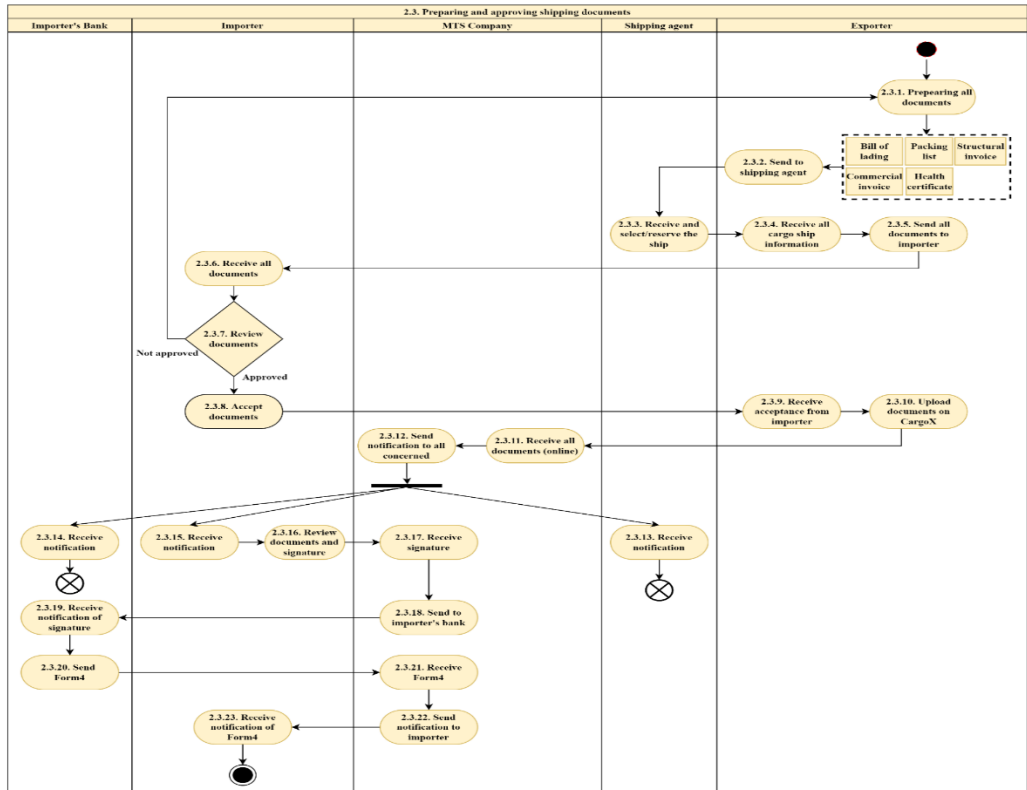 2.3. Preparing and approving shipping documents
Importer's Bank
Importer
MTS Company
Shipping agent
Exporter
2.3.1. Prepearing all
documents
Bill of
lading
Packing
list
Structural
invoice
Commercial
invoice
Health
certificate
2.3.2. Send to
shipping agent
2.3.3. Receive and
select/reserve the
ship
2.3.4. Receive all
cargo ship
information
2.3.5. Send all
documents to
importer
2.3.6. Receive all
documents
2.3.7. Review
documents
Not approved
Approved
2.3.8. Accept
documents
2.3.9. Receive
acceptance from
importer
2.3.10. Upload
documents on
CargoX
2.3.12. Send
notification to all
concerned
2.3.11. Receive all
documents (online)
2.3.14. Receive
notification
2.3.15. Receive
notification
2.3.16. Review
documents and
signature
2.3.17. Receive
signature
2.3.13. Receive
notification
2.3.19. Receive
notification of
signature
2.3.18. Send to
importer's bank
2.3.20. Send
Form4
2.3.21. Receive
Form4
2.3.23. Receive
notification of
Form4
2.3.22. Send
notification to
importer